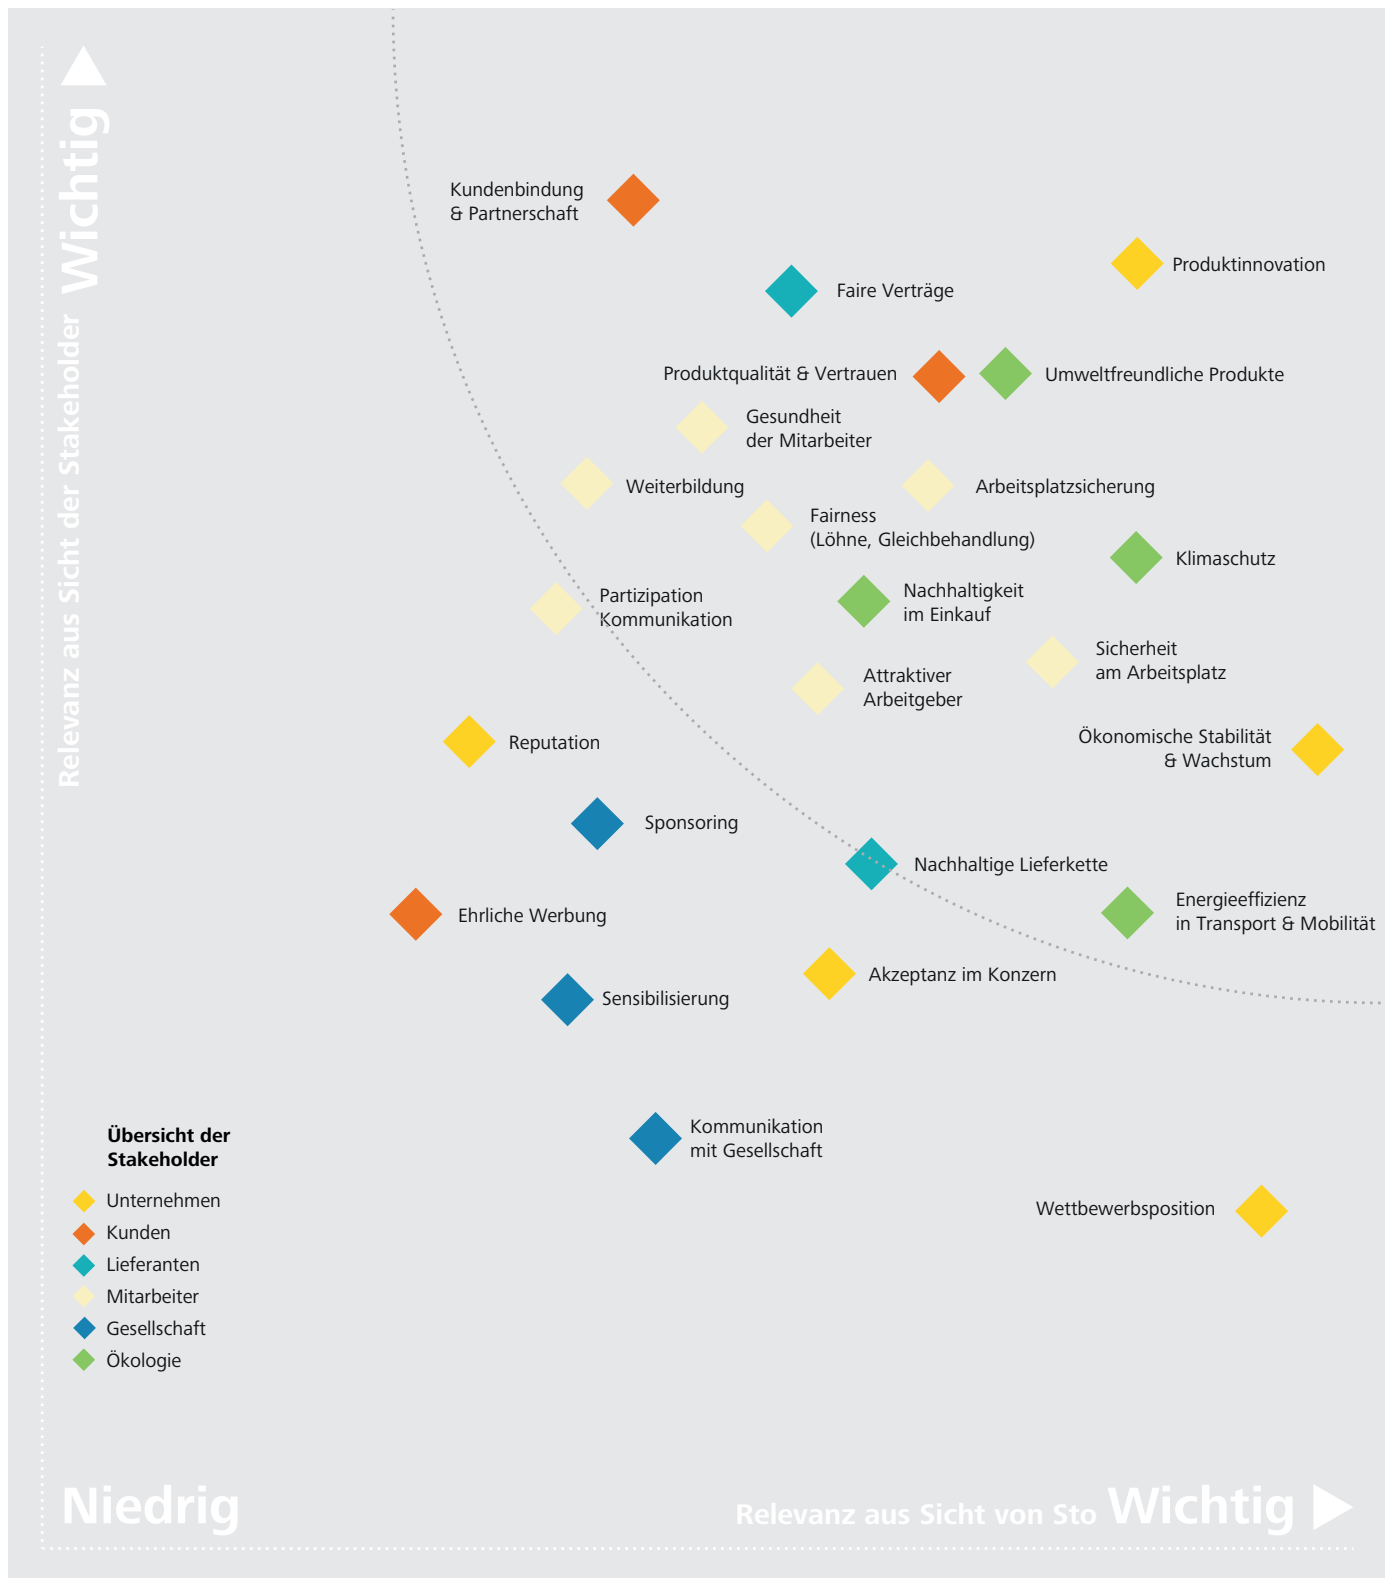 Wichtig
Relevanz aus Sicht der Stakeholder
Kundenbindung
& Partnerschaft
Produktinnovation
Faire Verträge
Produktqualität & Vertrauen
Umweltfreundliche Produkte
Gesundheit
der Mitarbeiter
Weiterbildung
Arbeitsplatzsicherung
Fairness
(Löhne, Gleichbehandlung)
Klimaschutz
Nachhaltigkeit
im Einkauf
Partizipation
Kommunikation
Sicherheit
am Arbeitsplatz
Attraktiver
Arbeitgeber
Ökonomische Stabilität
& Wachstum
Reputation
Sponsoring
Nachhaltige Lieferkette
Energieeffizienz
in Transport & Mobilität
Ehrliche Werbung
Akzeptanz im Konzern
Sensibilisierung
Kommunikation
mit Gesellschaft
Wettbewerbsposition
Übersicht der
Stakeholder
Unternehmen
Kunden
Lieferanten
Mitarbeiter
Gesellschaft
Ökologie
Niedrig
Relevanz aus Sicht von Sto Wichtig